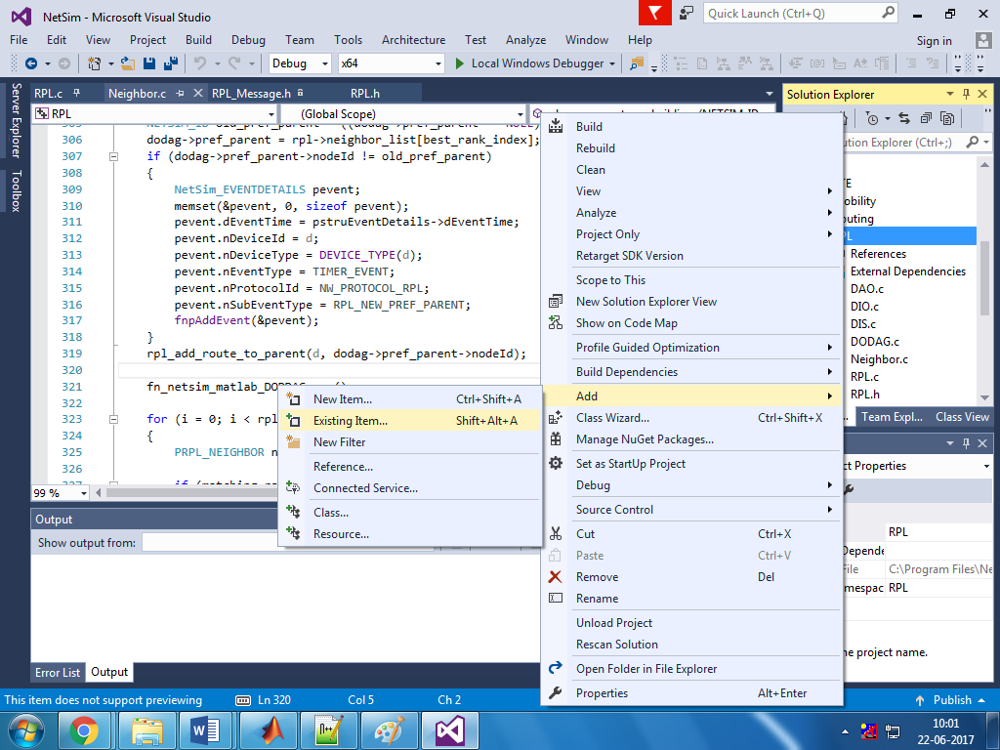 NetSim - Microsoft Visual Studio
Quick Launch (Ctrl+Q)
File Edit View Project Build Debug Team Tools Architecture Test Analyze Window Help
Sign in
Debug x64 Local Windows Debugger
Server Explorer
Toolbox
RPL.c Neighbor.c RPL_Message.h RPL.h
RPL (Global Scope)
306 dodag->pref_parent = rpl->neighbor_list[best_rank_index];
307 if (dodag->pref_parent->nodeId != old_pref_parent)
308 {
309 NetSim_EVENTDETAILS pevent;
310 memset(&pevent, 0, sizeof pevent);
311 pevent.dEventTime = pstruEventDetails->dEventTime;
312 pevent.nDeviceId = d;
313 pevent.nDeviceType = DEVICE_TYPE(d);
314 pevent.nEventType = TIMER_EVENT;
315 pevent.nProtocolId = NW_PROTOCOL_RPL;
316 pevent.nSubEventType = RPL_NEW_PREF_PARENT;
317 fnpAddEvent(&pevent);
318 }
319 rpl_add_route_to_parent(d, dodag->pref_parent->nodeId);
320
321
322
323 for (i = 0; i < rpl
324 {
325 PRPL_NEIGHBOR
326
99 %
New Item... Ctrl+Shift+A
Existing Item... Shift+Alt+A
New Filter
Reference...
Connected Service...
Class...
Resource...
Build
Rebuild
Clean
View
Analyze
Project Only
Retarget SDK Version
Scope to This
New Solution Explorer View
Show on Code Map
Profile Guided Optimization
Build Dependencies
Add
Class Wizard... Ctrl+Shift+X
Manage NuGet Packages...
Set as StartUp Project
Debug
Source Control
Cut Ctrl+X
Paste Ctrl+V
Remove Del
Rename
Unload Project
Rescan Solution
Open Folder in File Explorer
Properties Alt+Enter
Solution Explorer
ution Explorer (Ctrl+;)
TE
obility
outing
PL
References
External Dependencies
DAO.c
DIO.c
DIS.c
DODAG.c
Neighbor.c
RPL.c
RPL.h
... Team Expl... Class View
ct Properties
RPL
Depende
File C:\Program Files\Ne
mespac RPL
he project name.
Output
Show output from:
Error List Output
This item does not support previewing Ln 320 Col 5 Ch 2 Publish
10:01
22-06-2017